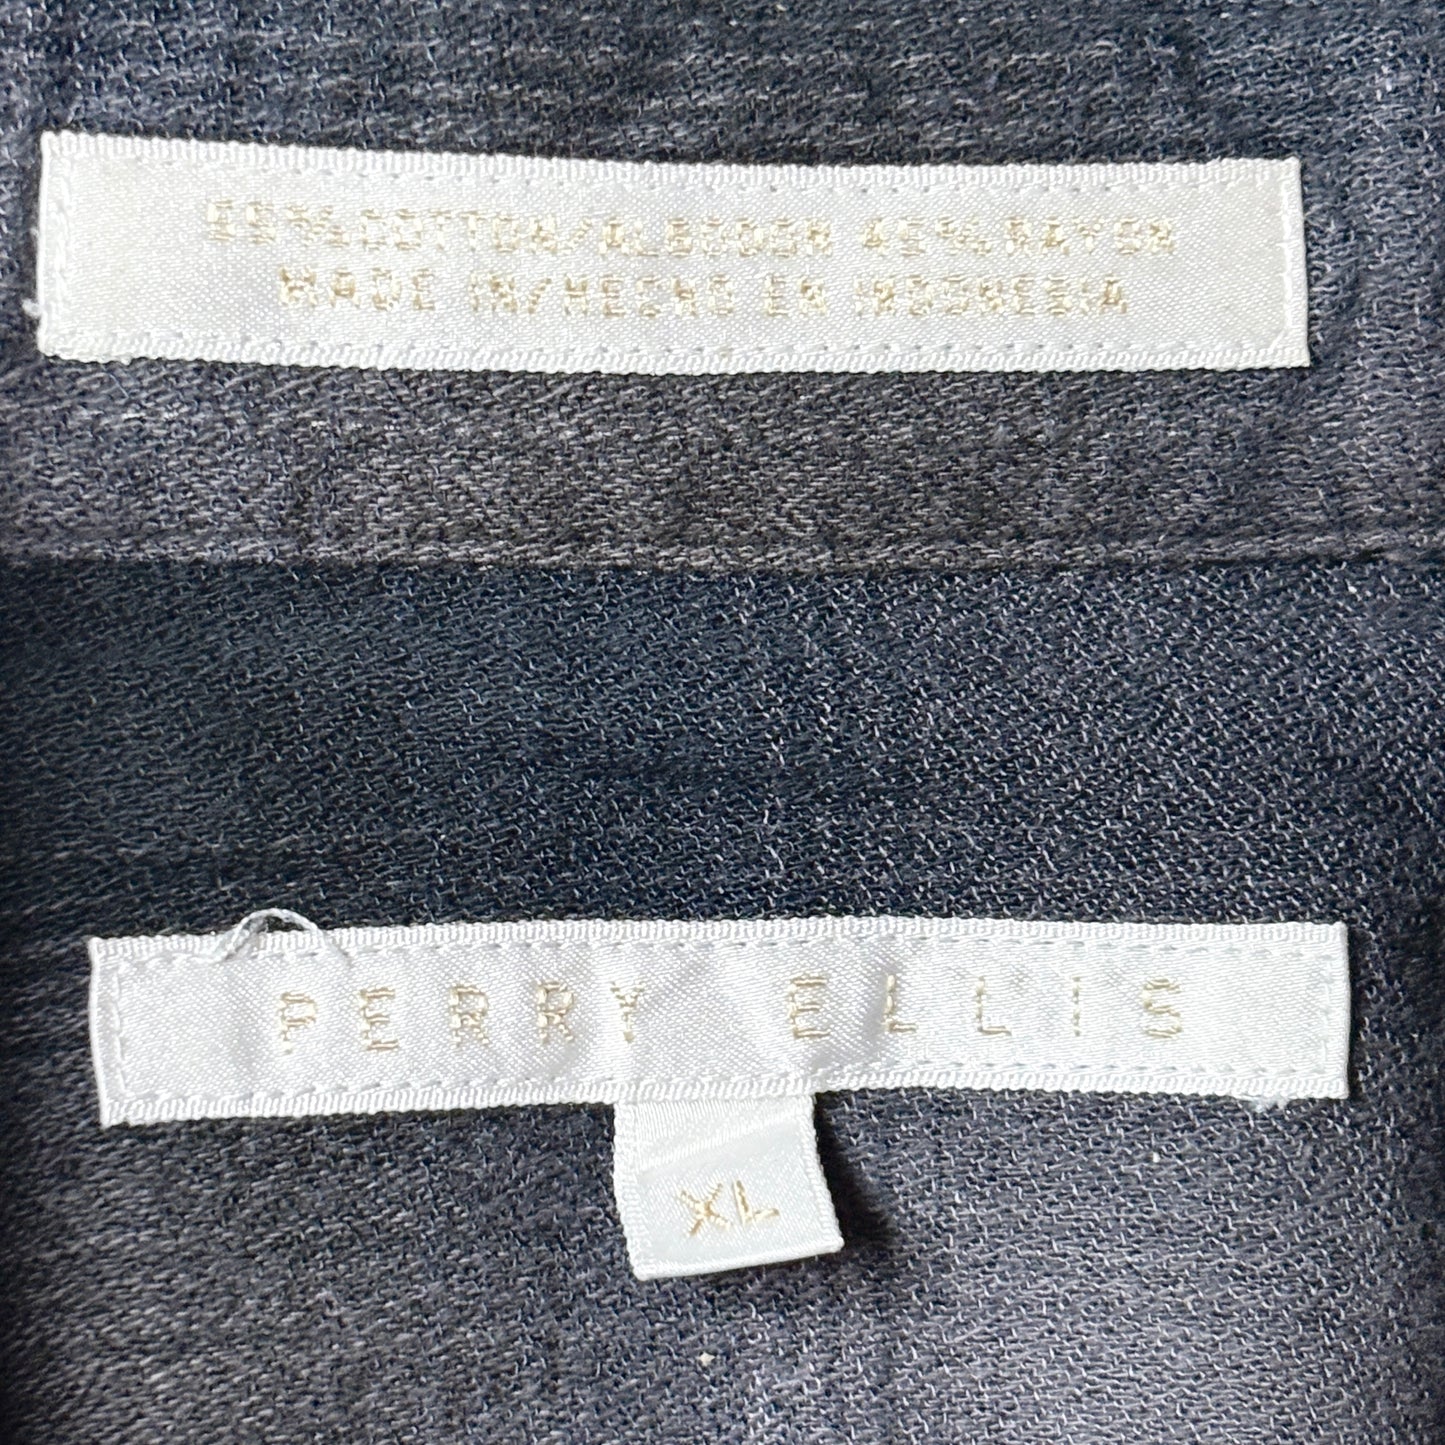 55% COTTON/ALGODON 45% RAYON
MADE IN/HECHO EN INDONESIA
PERRY ELLIS
XL